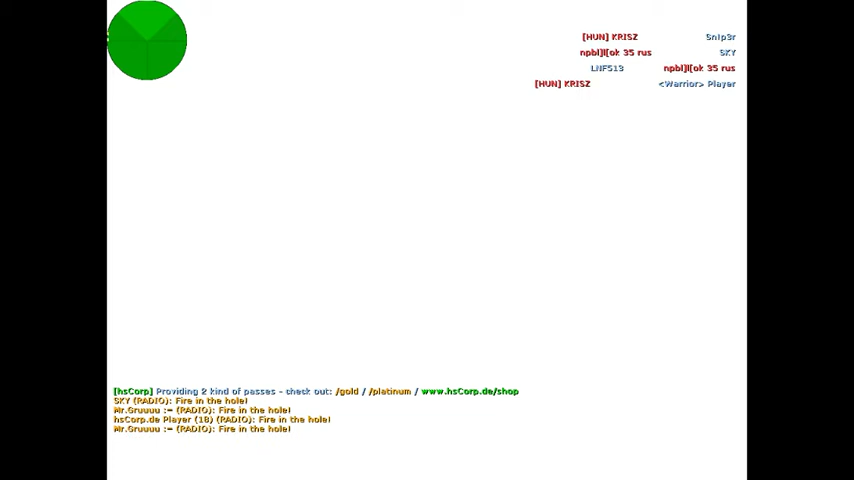 [HUN] KRISZ Sn!p3r
npbl]I[ok 35 rus SKY
LNF513 npbl]I[ok 35 rus
[HUN] KRISZ <Warrior> Player
[hsCorp] Providing 2 kind of passes - check out: /gold / /platinum / www.hsCorp.de/shop
SKY (RADIO): Fire in the hole!
Mr.Gruuuu := (RADIO): Fire in the hole!
hsCorp.de Player (18) (RADIO): Fire in the hole!
Mr.Gruuuu := (RADIO): Fire in the hole!